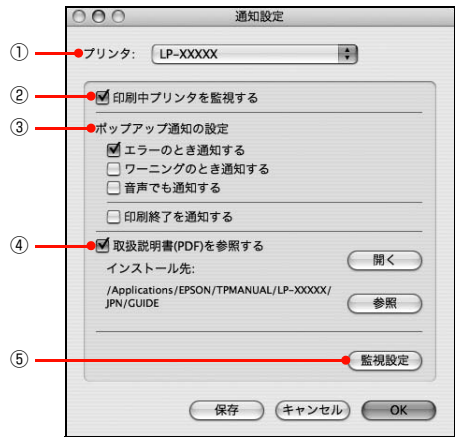 通知設定
① プリンタ: LP-XXXXX
② 印刷中プリンタを監視する
③ ポップアップ通知の設定
エラーのとき通知する
ワーニングのとき通知する
音声でも通知する
印刷終了を通知する
④ 取扱説明書(PDF)を参照する
開く
インストール先:
/Applications/EPSON/TPMANUAL/LP-XXXXX/
JPN/GUIDE
参照
⑤ 監視設定
保存 キャンセル OK